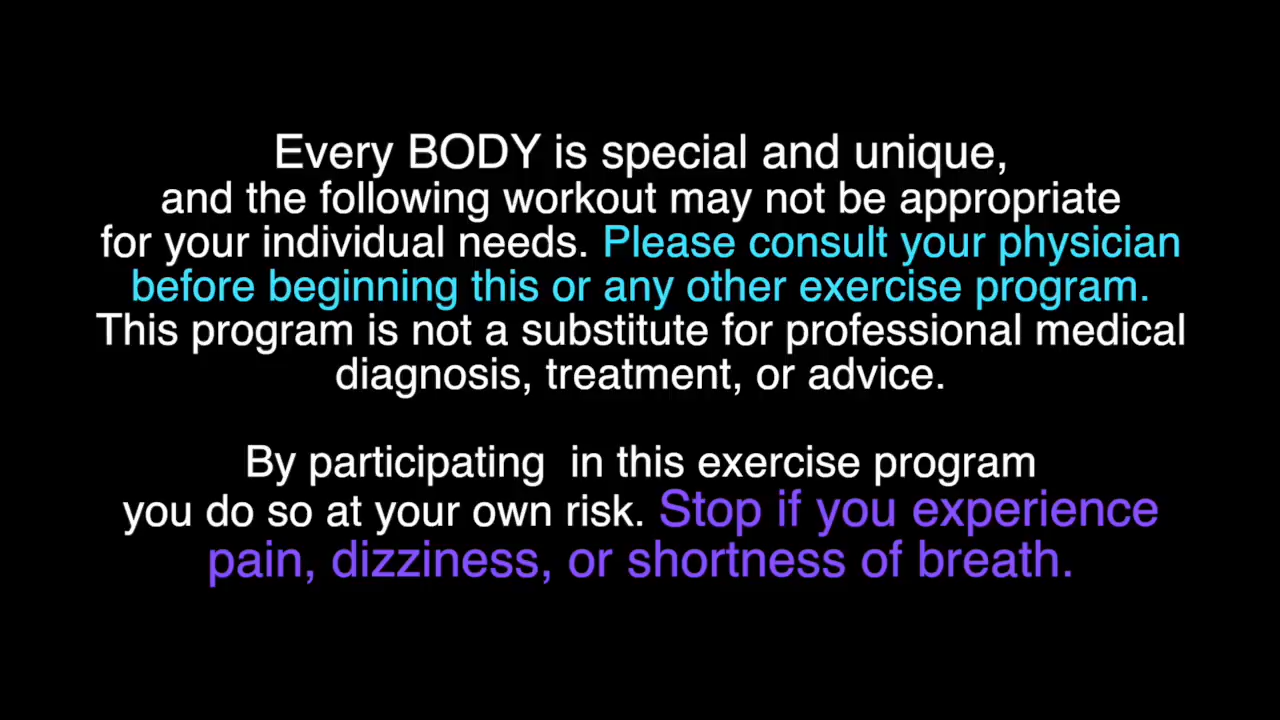 Every BODY is special and unique,
and the following workout may not be appropriate
for your individual needs. Please consult your physician
before beginning this or any other exercise program.
This program is not a substitute for professional medical
diagnosis, treatment, or advice.
By participating  in this exercise program
you do so at your own risk. Stop if you experience
pain, dizziness, or shortness of breath.